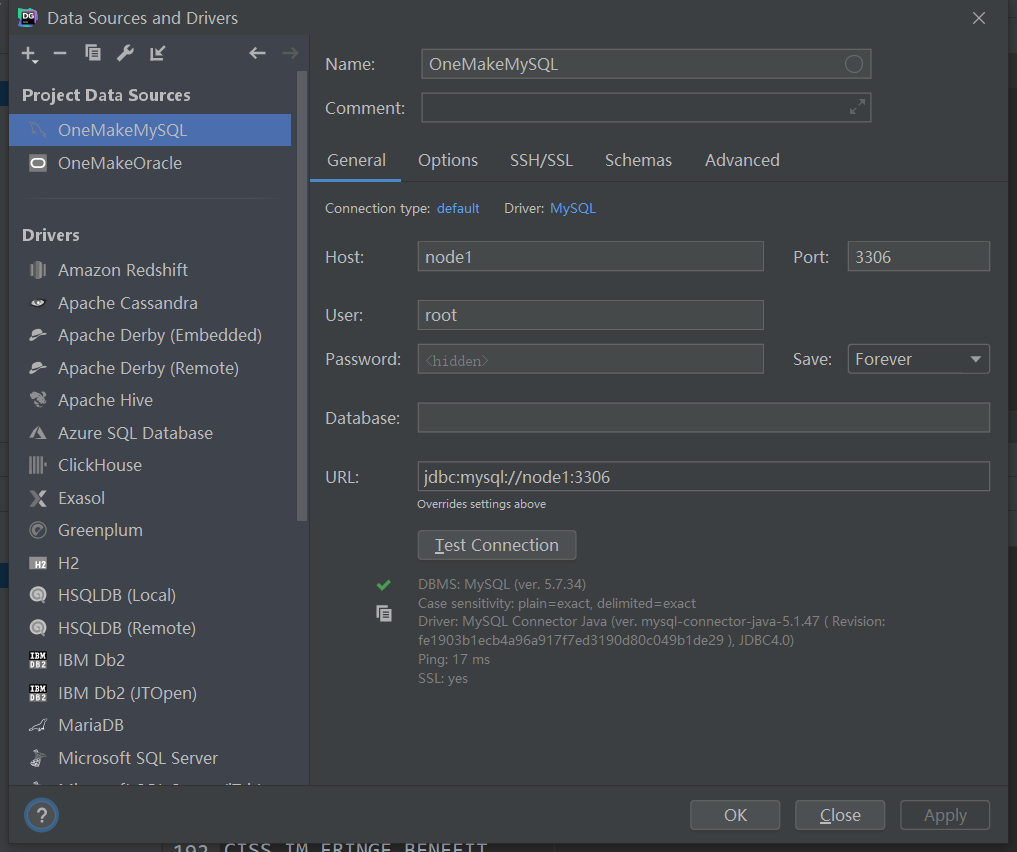 Data Sources and Drivers
Project Data Sources
OneMakeMySQL
OneMakeOracle
Drivers
Amazon Redshift
Apache Cassandra
Apache Derby (Embedded)
Apache Derby (Remote)
Apache Hive
Azure SQL Database
ClickHouse
Exasol
Greenplum
H2
HSQLDB (Local)
HSQLDB (Remote)
IBM Db2
IBM Db2 (JTOpen)
MariaDB
Microsoft SQL Server
Name: OneMakeMySQL
Comment:
General Options SSH/SSL Schemas Advanced
Connection type: default Driver: MySQL
Host: node1 Port: 3306
User: root
Password: <hidden> Save: Forever
Database:
URL: jdbc:mysql://node1:3306
Overrides settings above
Test Connection
DBMS: MySQL (ver. 5.7.34)
Case sensitivity: plain=exact, delimited=exact
Driver: MySQL Connector Java (ver. mysql-connector-java-5.1.47 ( Revision:
fe1903b1ecb4a96a917f7ed3190d80c049b1de29 ), JDBC4.0)
Ping: 17 ms
SSL: yes
? OK Close Apply
192 CISS_IM_FRINGE_BENEFIT